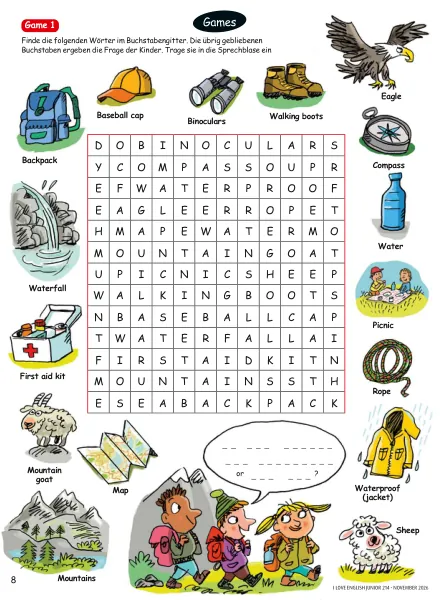 Game 1
Games
Finde die folgenden Wörter im Buchstabengitter. Die übrig gebliebenen
Buchstaben ergeben die Frage der Kinder. Trage sie in die Sprechblase ein
Eagle
Baseball cap
Binoculars
Walking boots
Backpack
Compass
D O B I N O C U L A R S
Y C O M P A S S O U P R
E F W A T E R P R O O F
E A G L E E R R O P E T
H M A P E W A T E R M O
M O U N T A I N G O A T
U P I C N I C S H E E P
W A L K I N G B O O T S
N B A S E B A L L C A P
T W A T E R F A L L A I
F I R S T A I D K I T N
M O U N T A I N S S T H
E S E A B A C K P A C K
Water
Waterfall
Picnic
First aid kit
Rope
Mountain
goat
Map
_ _ _ _ _ _ _ _ _ _ _
_ _ _ _ _ _ _ _ _ _ _
or _ _ _ _ _ _ ?
Waterproof
(jacket)
Sheep
Mountains
8
I LOVE ENGLISH JUNIOR 214 - NOVEMBER 2026